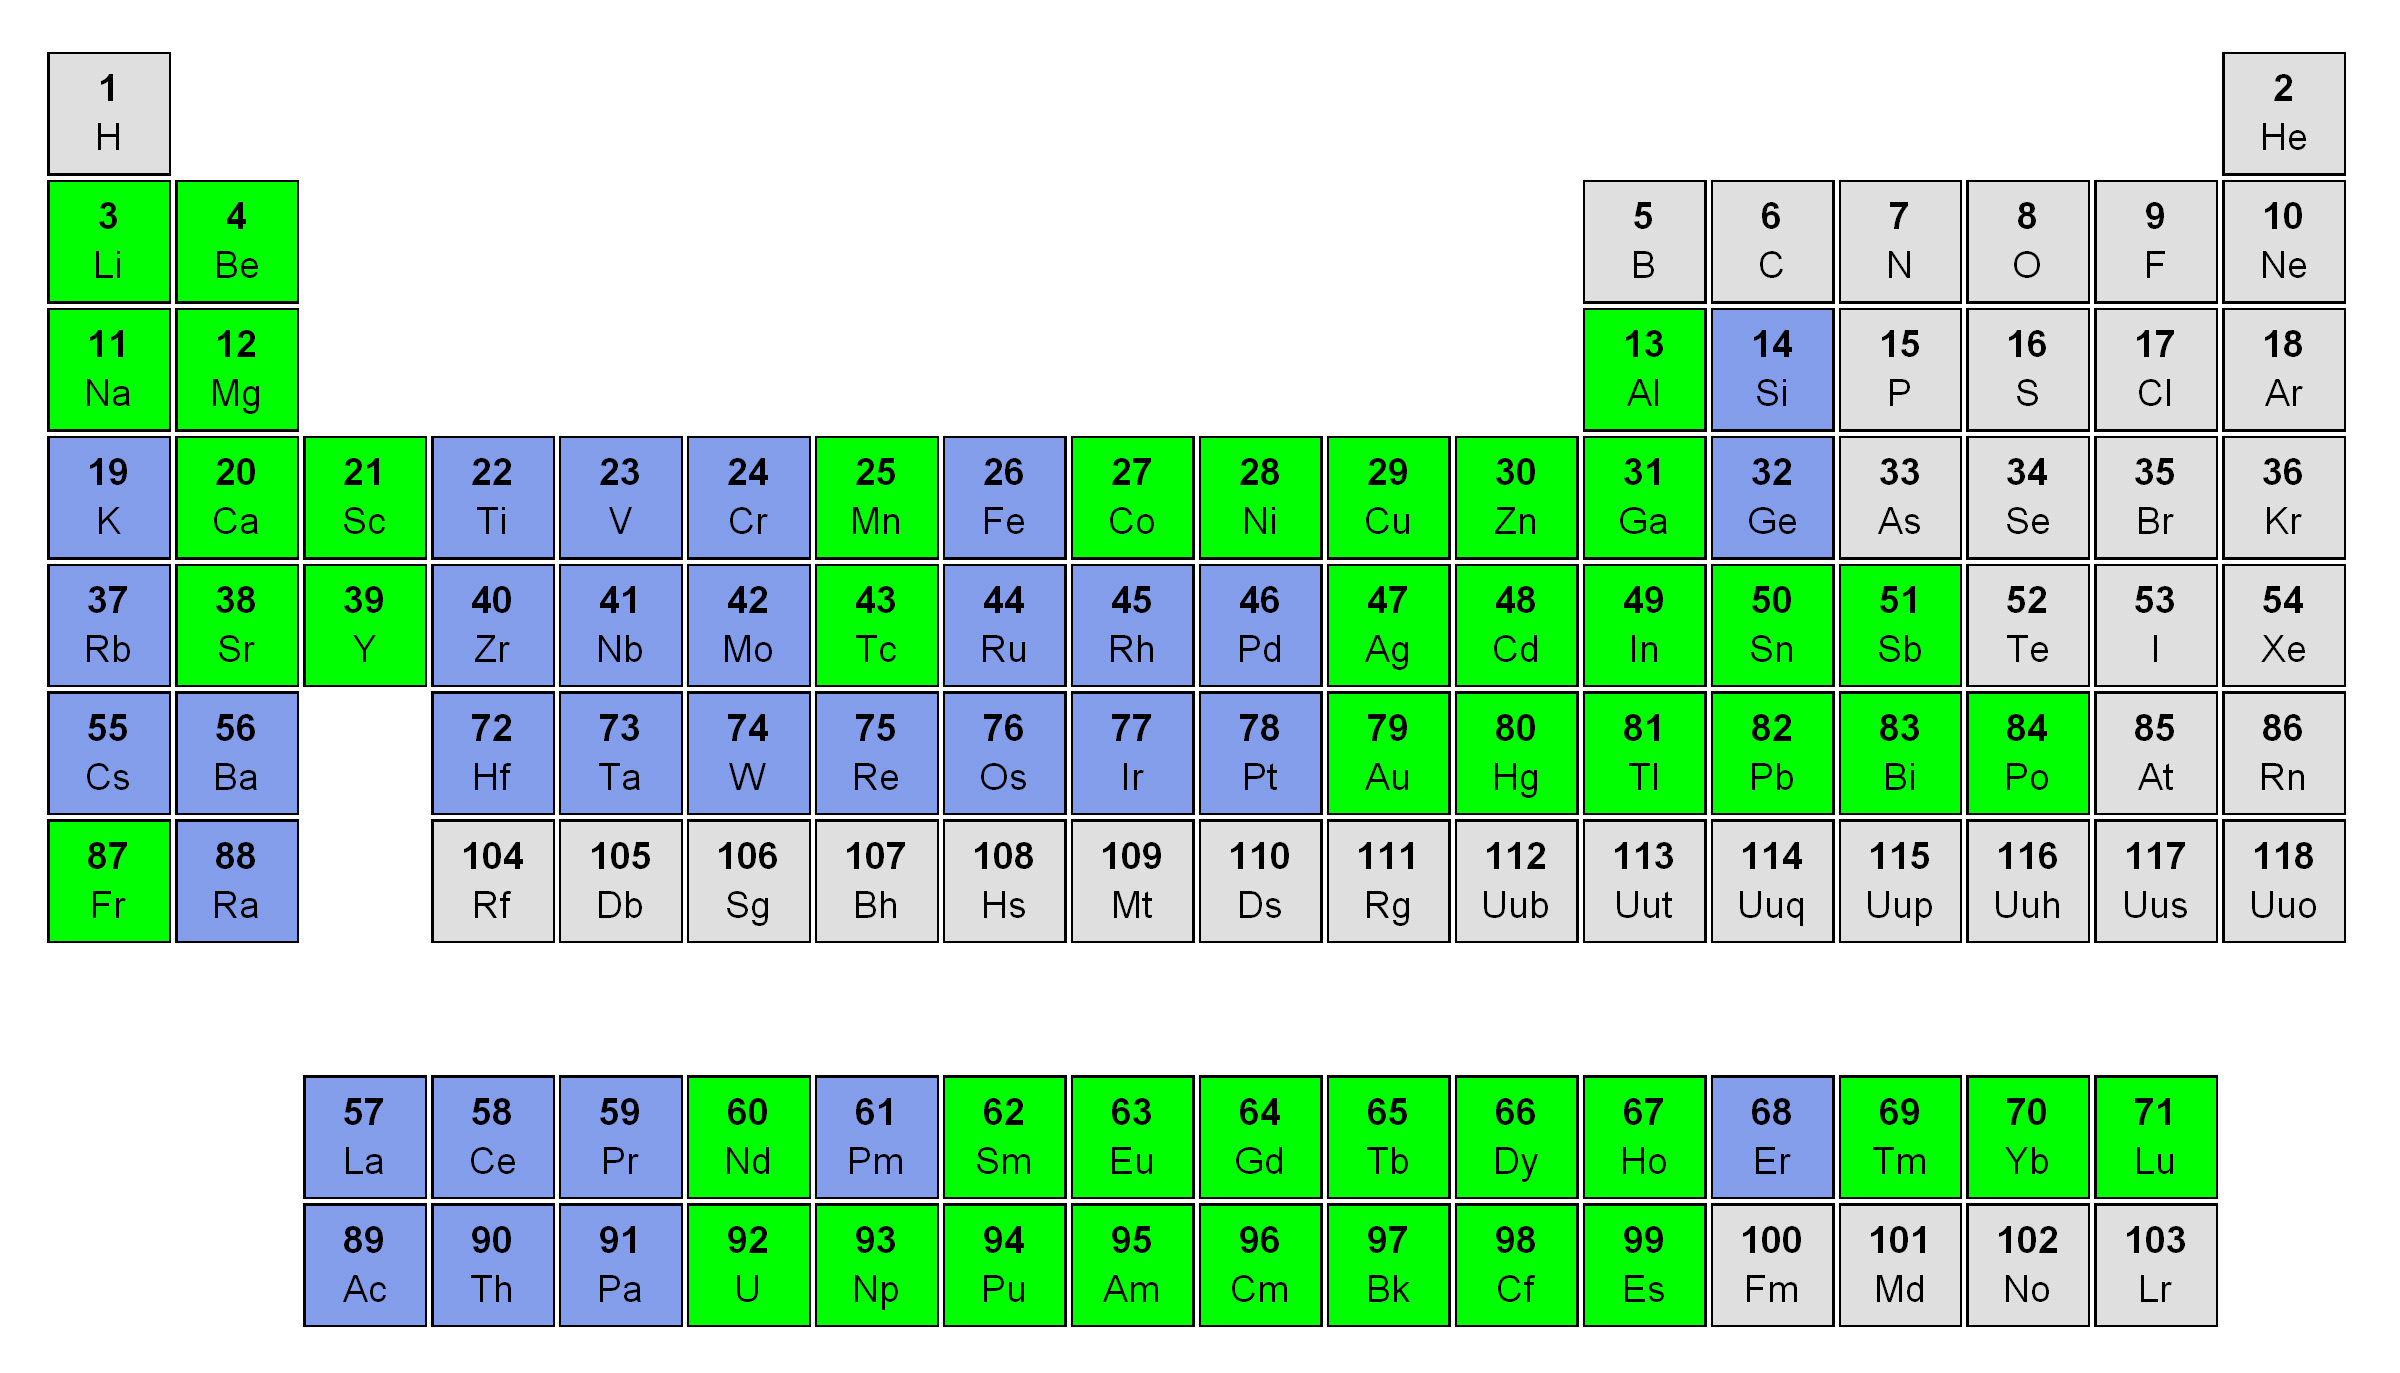 1 2
H He
3 4 5 6 7 8 9 10
Li Be B C N O F Ne
11 12 13 14 15 16 17 18
Na Mg Al Si P S Cl Ar
19 20 21 22 23 24 25 26 27 28 29 30 31 32 33 34 35 36
K Ca Sc Ti V Cr Mn Fe Co Ni Cu Zn Ga Ge As Se Br Kr
37 38 39 40 41 42 43 44 45 46 47 48 49 50 51 52 53 54
Rb Sr Y Zr Nb Mo Tc Ru Rh Pd Ag Cd In Sn Sb Te I Xe
55 56 72 73 74 75 76 77 78 79 80 81 82 83 84 85 86
Cs Ba Hf Ta W Re Os Ir Pt Au Hg Tl Pb Bi Po At Rn
87 88 104 105 106 107 108 109 110 111 112 113 114 115 116 117 118
Fr Ra Rf Db Sg Bh Hs Mt Ds Rg Uub Uut Uuq Uup Uuh Uus Uuo
57 58 59 60 61 62 63 64 65 66 67 68 69 70 71
La Ce Pr Nd Pm Sm Eu Gd Tb Dy Ho Er Tm Yb Lu
89 90 91 92 93 94 95 96 97 98 99 100 101 102 103
Ac Th Pa U Np Pu Am Cm Bk Cf Es Fm Md No Lr